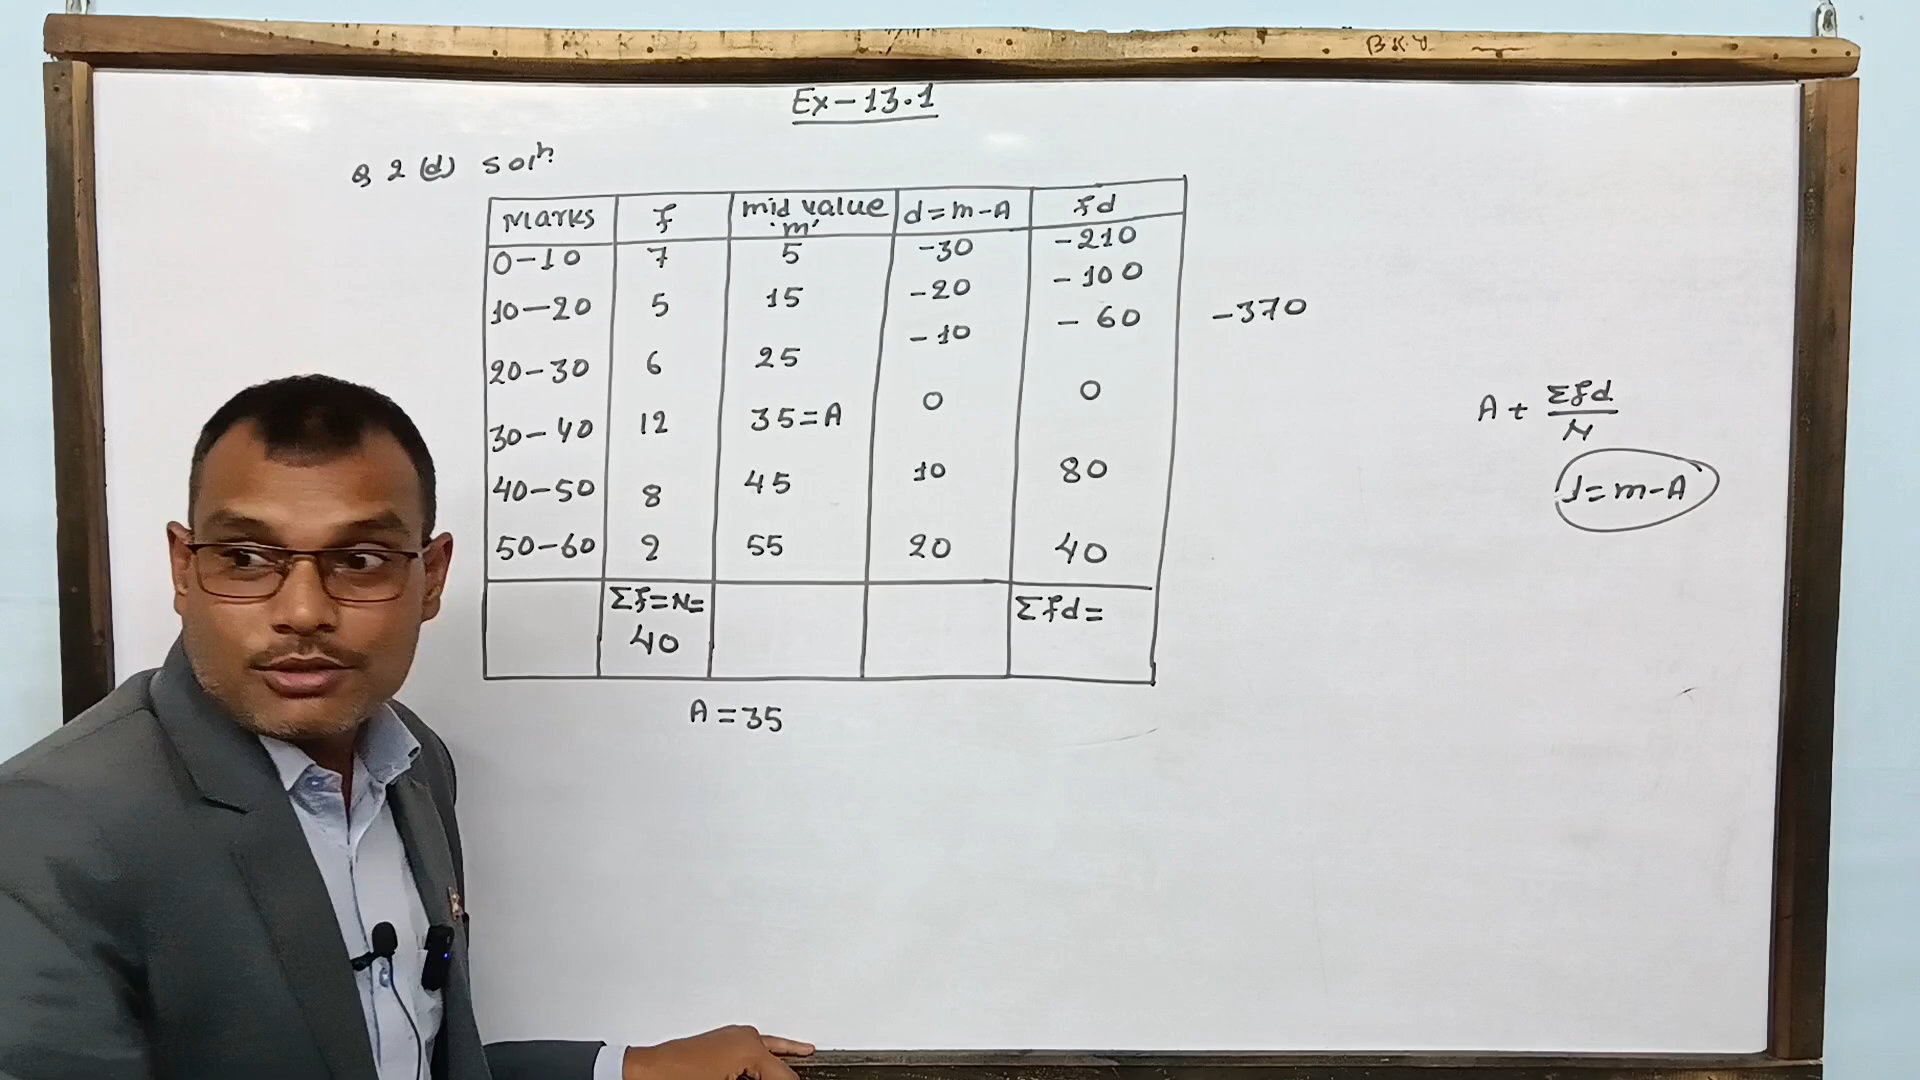 B.K.Y
Ex-13.1
Q 2 (d) soln
Marks f mid value 'm' d=m-A fd
0-10 7 5 -30 -210
10-20 5 15 -20 -100
20-30 6 25 -10 -60
-370
30-40 12 35=A 0 0
40-50 8 45 10 80
50-60 2 55 20 40
Σf=N=40 Σfd=
A=35
A+ Σfd/N
d=m-A